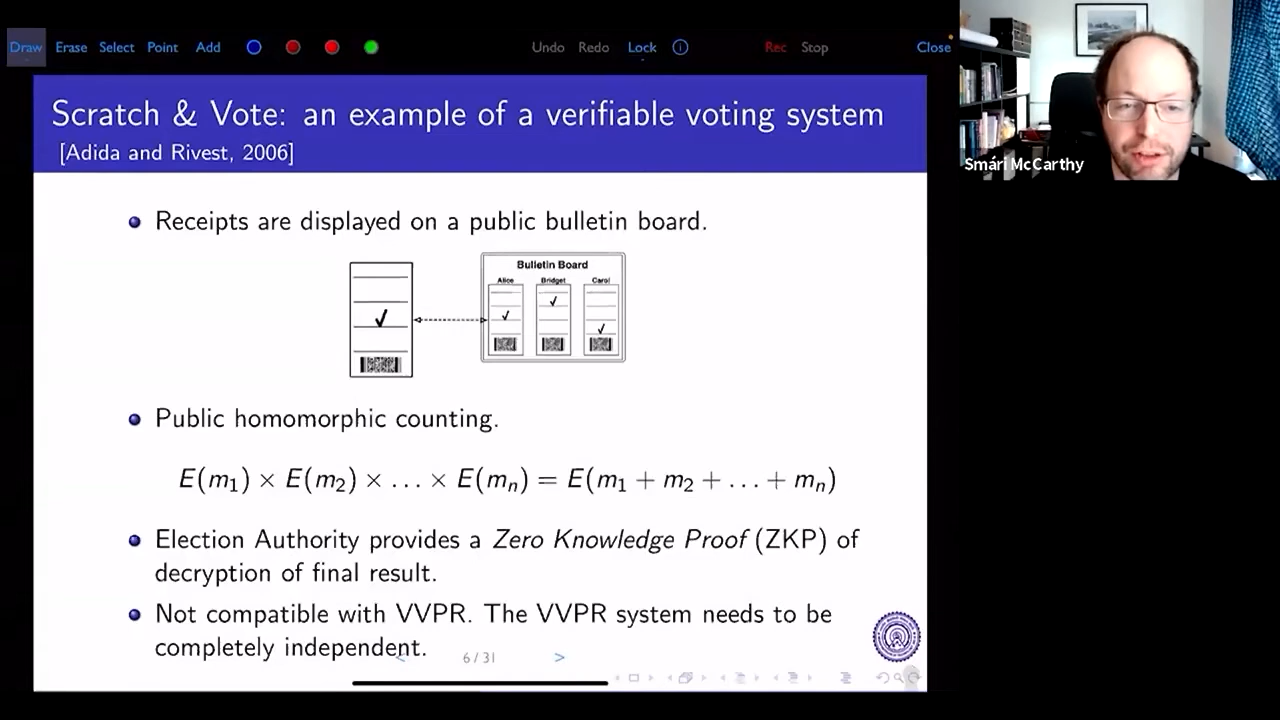 Draw Erase Select Point Add Undo Redo Lock Rec Stop Close
Scratch & Vote: an example of a verifiable voting system
[Adida and Rivest, 2006]
Smári McCarthy
Receipts are displayed on a public bulletin board.
Bulletin Board
Alice Bridget Carol
Public homomorphic counting.
E(m₁) × E(m₂) × … × E(mₙ) = E(m₁ + m₂ + … + mₙ)
Election Authority provides a Zero Knowledge Proof (ZKP) of
decryption of final result.
Not compatible with VVPR. The VVPR system needs to be
completely independent.
< 6 / 31 >